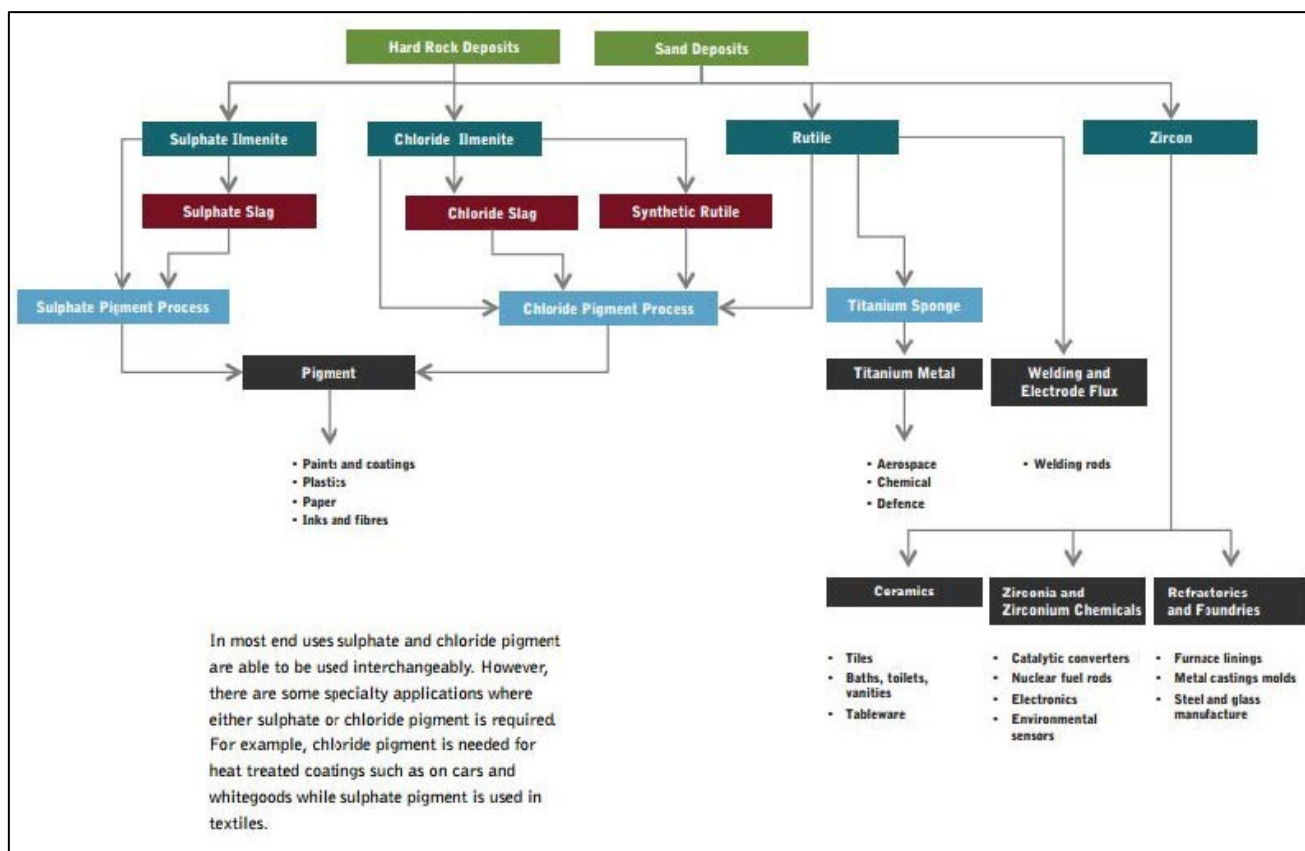 Hard Rock Deposits
Sand Deposits
Sulphate Ilmenite
Chloride Ilmenite
Rutile
Zircon
Sulphate Slag
Chloride Slag
Synthetic Rutile
Sulphate Pigment Process
Chloride Pigment Process
Titanium Sponge
Pigment
Titanium Metal
Welding and
Electrode Flux
• Paints and coatings
• Plastics
• Paper
• Inks and fibres
• Aerospace
• Chemical
• Defence
• Welding rods
Ceramics
Zirconia and
Zirconium Chemicals
Refractories
and Foundries
• Tiles
• Baths, toilets,
vanities
• Tableware
• Catalytic converters
• Nuclear fuel rods
• Electronics
• Environmental
sensors
• Furnace linings
• Metal castings molds
• Steel and glass
manufacture
In most end uses sulphate and chloride pigment
are able to be used interchangeably. However,
there are some specialty applications where
either sulphate or chloride pigment is required.
For example, chloride pigment is needed for
heat treated coatings such as on cars and
whitegoods while sulphate pigment is used in
textiles.